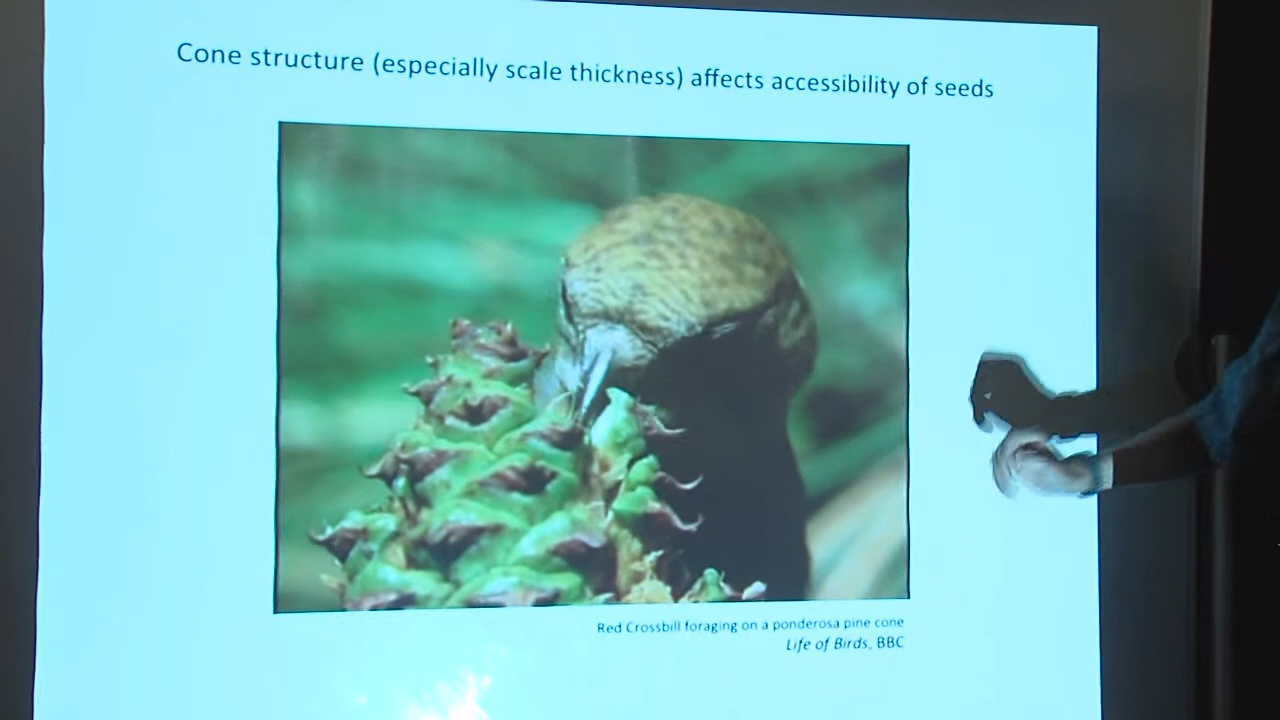 Cone structure (especially scale thickness) affects accessibility of seeds
Red Crossbill foraging on a ponderosa pine cone
Life of Birds, BBC